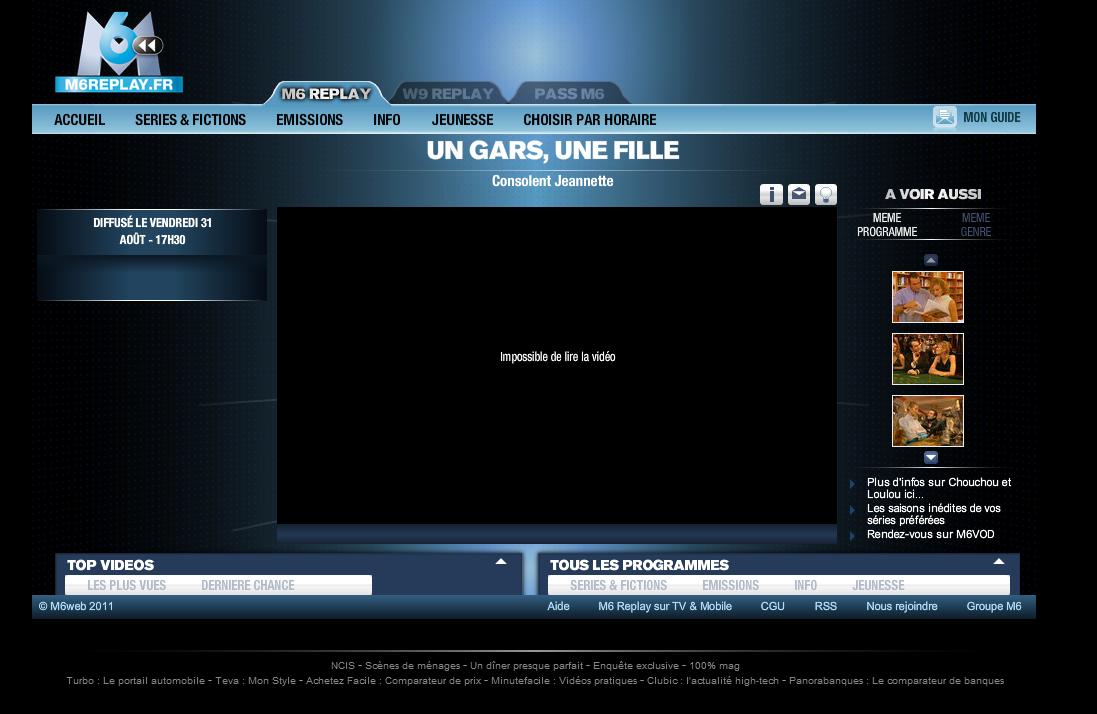 M6
M6REPLAY.FR
M6 REPLAY W9 REPLAY PASS M6
ACCUEIL SERIES & FICTIONS EMISSIONS INFO JEUNESSE CHOISIR PAR HORAIRE MON GUIDE
UN GARS, UNE FILLE
Consolent Jeannette
i
DIFFUSÉ LE VENDREDI 31
AOÛT - 17H30
Impossible de lire la vidéo
A VOIR AUSSI
MEME PROGRAMME
MEME GENRE
Plus d'infos sur Chouchou et
Loulou ici...
Les saisons inédites de vos
séries préférées
Rendez-vous sur M6VOD
TOP VIDEOS
LES PLUS VUES DERNIERE CHANCE
TOUS LES PROGRAMMES
SERIES & FICTIONS EMISSIONS INFO JEUNESSE
© M6web 2011 Aide M6 Replay sur TV & Mobile CGU RSS Nous rejoindre Groupe M6
NCIS - Scènes de ménages - Un dîner presque parfait - Enquête exclusive - 100% mag
Turbo : Le portail automobile - Teva : Mon Style - Achetez Facile : Comparateur de prix - Minutefacile : Vidéos pratiques - Clubic : l'actualité high-tech - Panorabanques : Le comparateur de banques